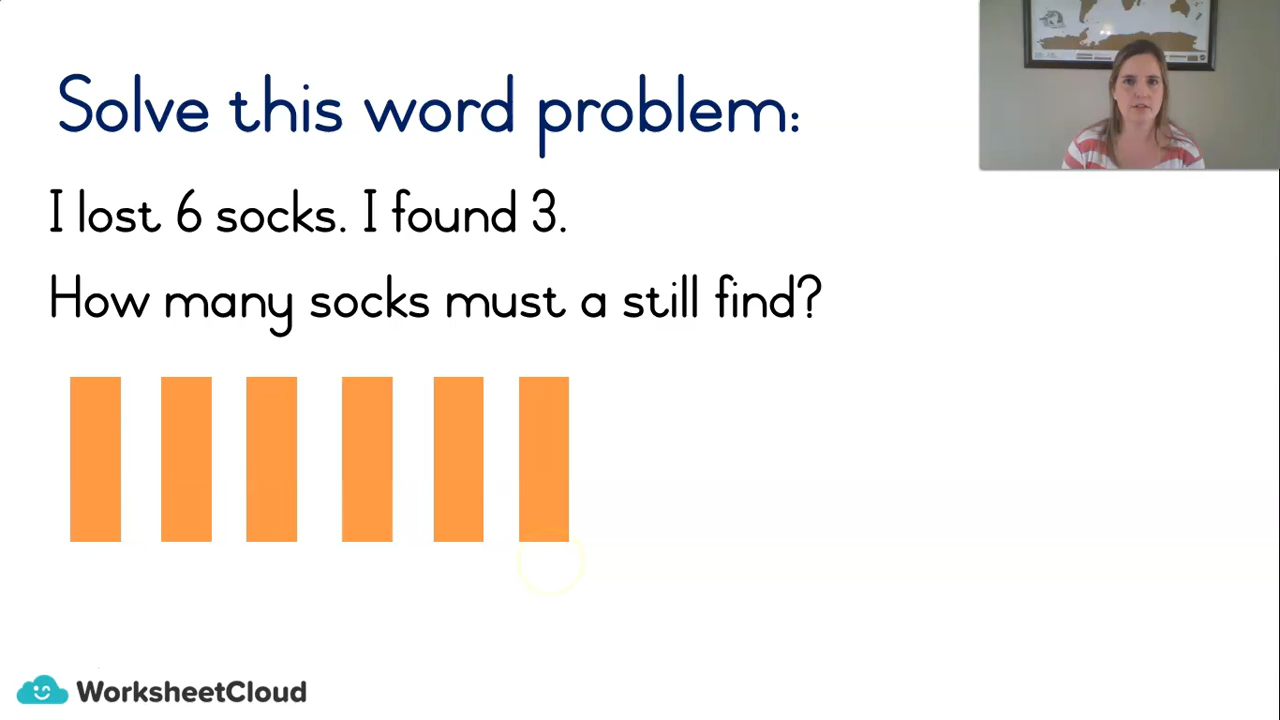 Solve this word problem:
I lost 6 socks. I found 3.
How many socks must a still find?
WorksheetCloud